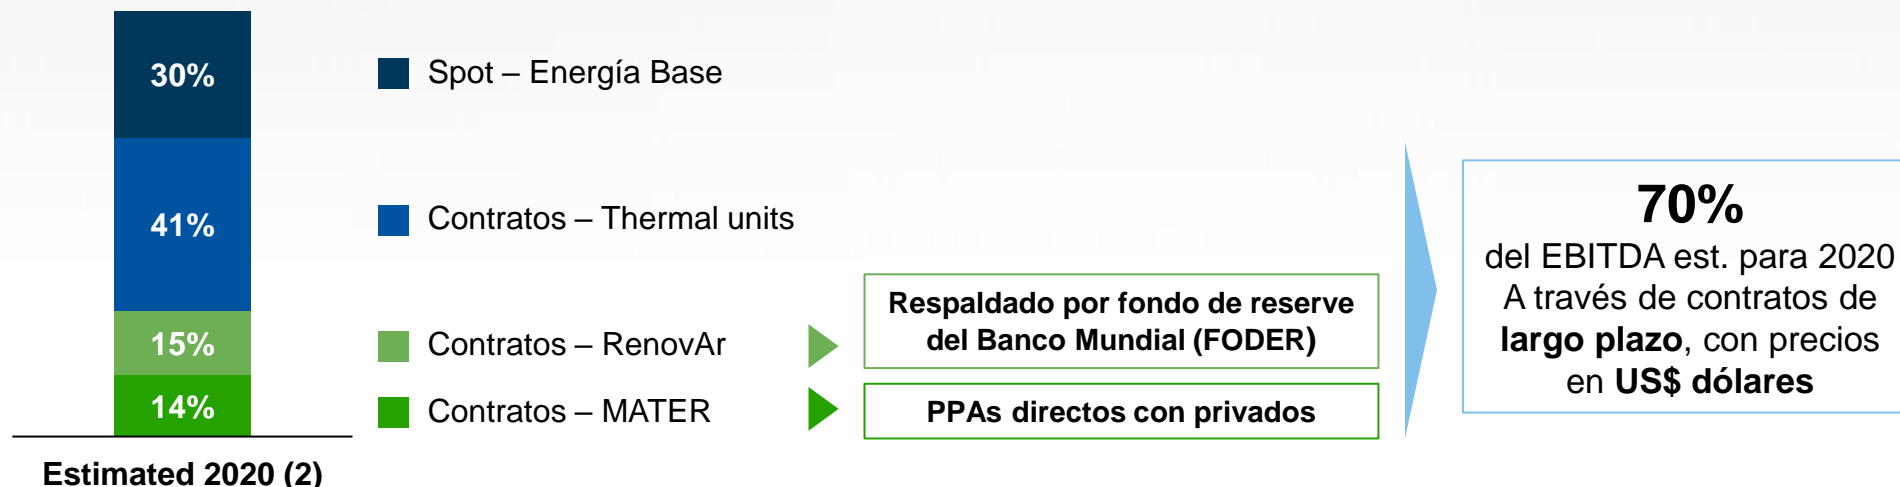 30%
41%
15%
14%
Estimated 2020 (2)
Spot – Energía Base
Contratos – Thermal units
Contratos – RenovAr
Contratos – MATER
Respaldado por fondo de reserve
del Banco Mundial (FODER)
PPAs directos con privados
70%
del EBITDA est. para 2020
A través de contratos de
largo plazo, con precios
en US$ dólares